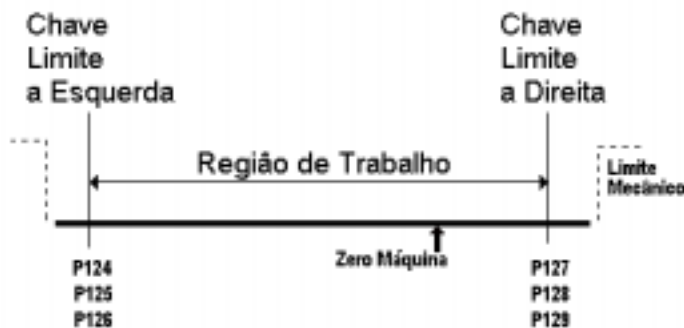 Chave
Limite
a Esquerda
Chave
Limite
a Direita
Região de Trabalho
Limite
Mecânico
Zero Máquina
P124
P125
P126
P127
P128
P129